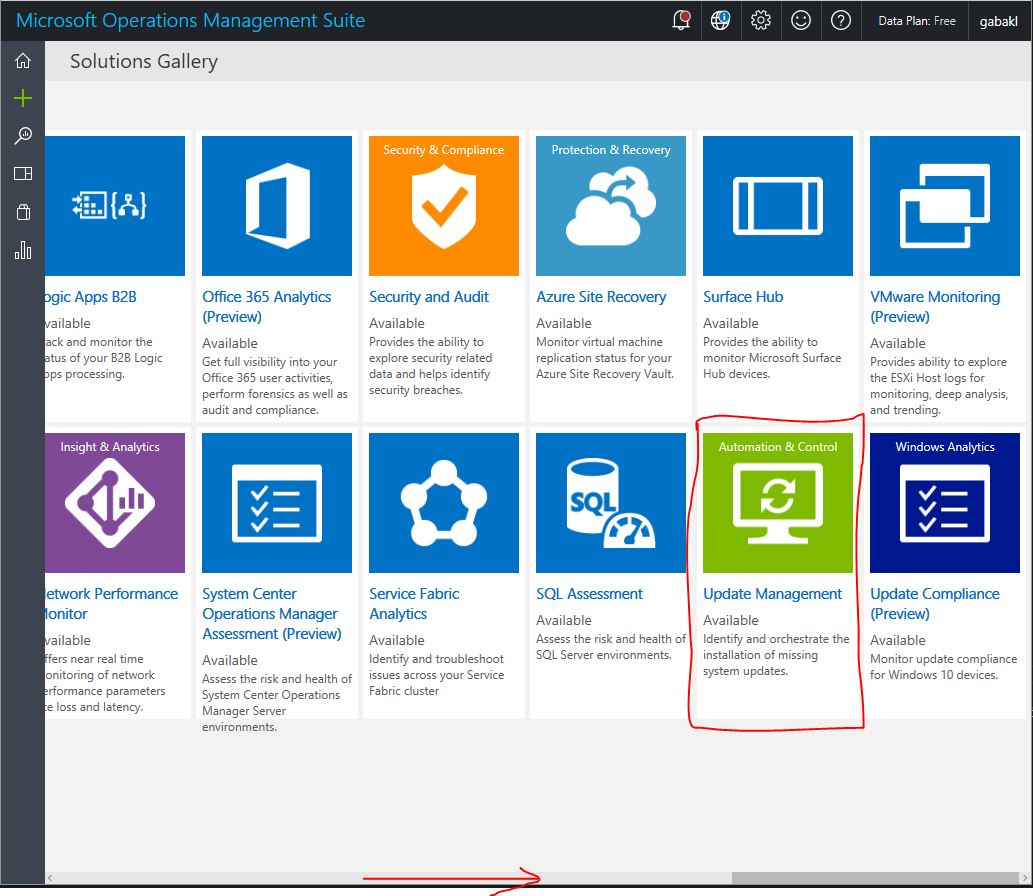 Microsoft Operations Management Suite
Data Plan: Free
gabakl
Solutions Gallery
ogic Apps B2B
vailable
ack and monitor the
atus of your B2B Logic
pps processing.
Office 365 Analytics
(Preview)
Available
Get full visibility into your
Office 365 user activities,
perform forensics as well as
audit and compliance.
Security & Compliance
Security and Audit
Available
Provides the ability to
explore security related
data and helps identify
security breaches.
Protection & Recovery
Azure Site Recovery
Available
Monitor virtual machine
replication status for your
Azure Site Recovery Vault.
Surface Hub
Available
Provides the ability to
monitor Microsoft Surface
Hub devices.
VMware Monitoring
(Preview)
Available
Provides ability to explore
the ESXi Host logs for
monitoring, deep analysis,
and trending.
Insight & Analytics
etwork Performance
Monitor
vailable
ffers near real time
onitoring of network
erformance parameters
ke loss and latency.
System Center
Operations Manager
Assessment (Preview)
Available
Assess the risk and health of
System Center Operations
Manager Server
environments.
Service Fabric
Analytics
Available
Identify and troubleshoot
issues across your Service
Fabric cluster
SQL
SQL Assessment
Available
Assess the risk and health of
SQL Server environments.
Automation & Control
Update Management
Available
Identify and orchestrate the
installation of missing
system updates.
Windows Analytics
Update Compliance
(Preview)
Available
Monitor update compliance
for Windows 10 devices.